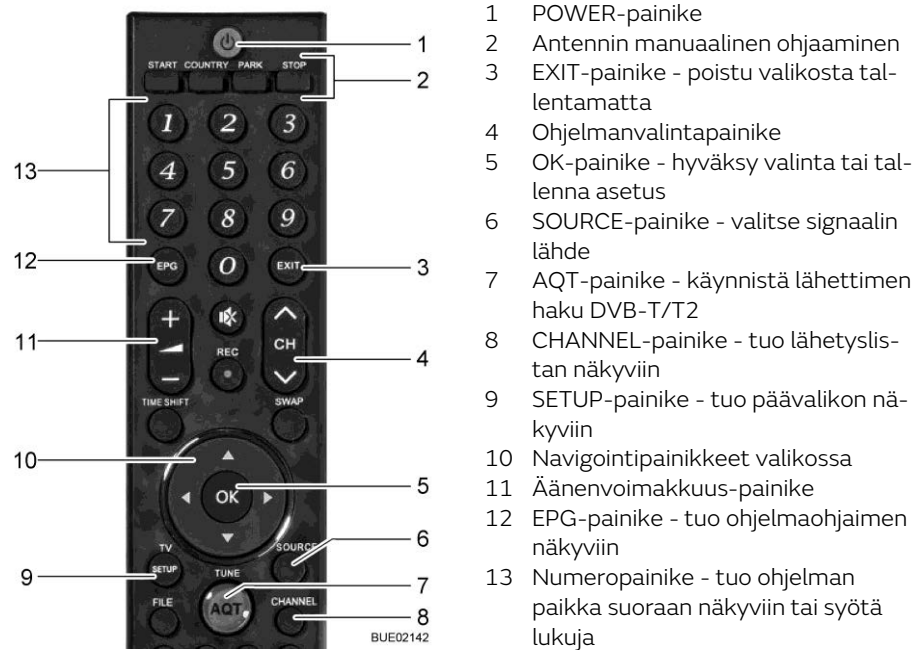 1
START COUNTRY PARK STOP
2
1 2 3
13
4 5 6
7 8 9
12
EPG 0 EXIT
3
11
+
CH
4
REC
−
TIME SHIFT SWAP
10
OK
5
TV
SOURCE
6
SETUP
TUNE
9
7
FILE
AQT
CHANNEL
8
BUE02142
1 POWER-painike
2 Antennin manuaalinen ohjaaminen
3 EXIT-painike - poistu valikosta tal-
lentamatta
4 Ohjelmanvalintapainike
5 OK-painike - hyväksy valinta tai tal-
lenna asetus
6 SOURCE-painike - valitse signaalin
lähde
7 AQT-painike - käynnistä lähettimen
haku DVB-T/T2
8 CHANNEL-painike - tuo lähetyslis-
tan näkyviin
9 SETUP-painike - tuo päävalikon nä-
kyviin
10 Navigointipainikkeet valikossa
11 Äänenvoimakkuus-painike
12 EPG-painike - tuo ohjelmaohjaimen
näkyviin
13 Numeropainike - tuo ohjelman
paikka suoraan näkyviin tai syötä
lukuja